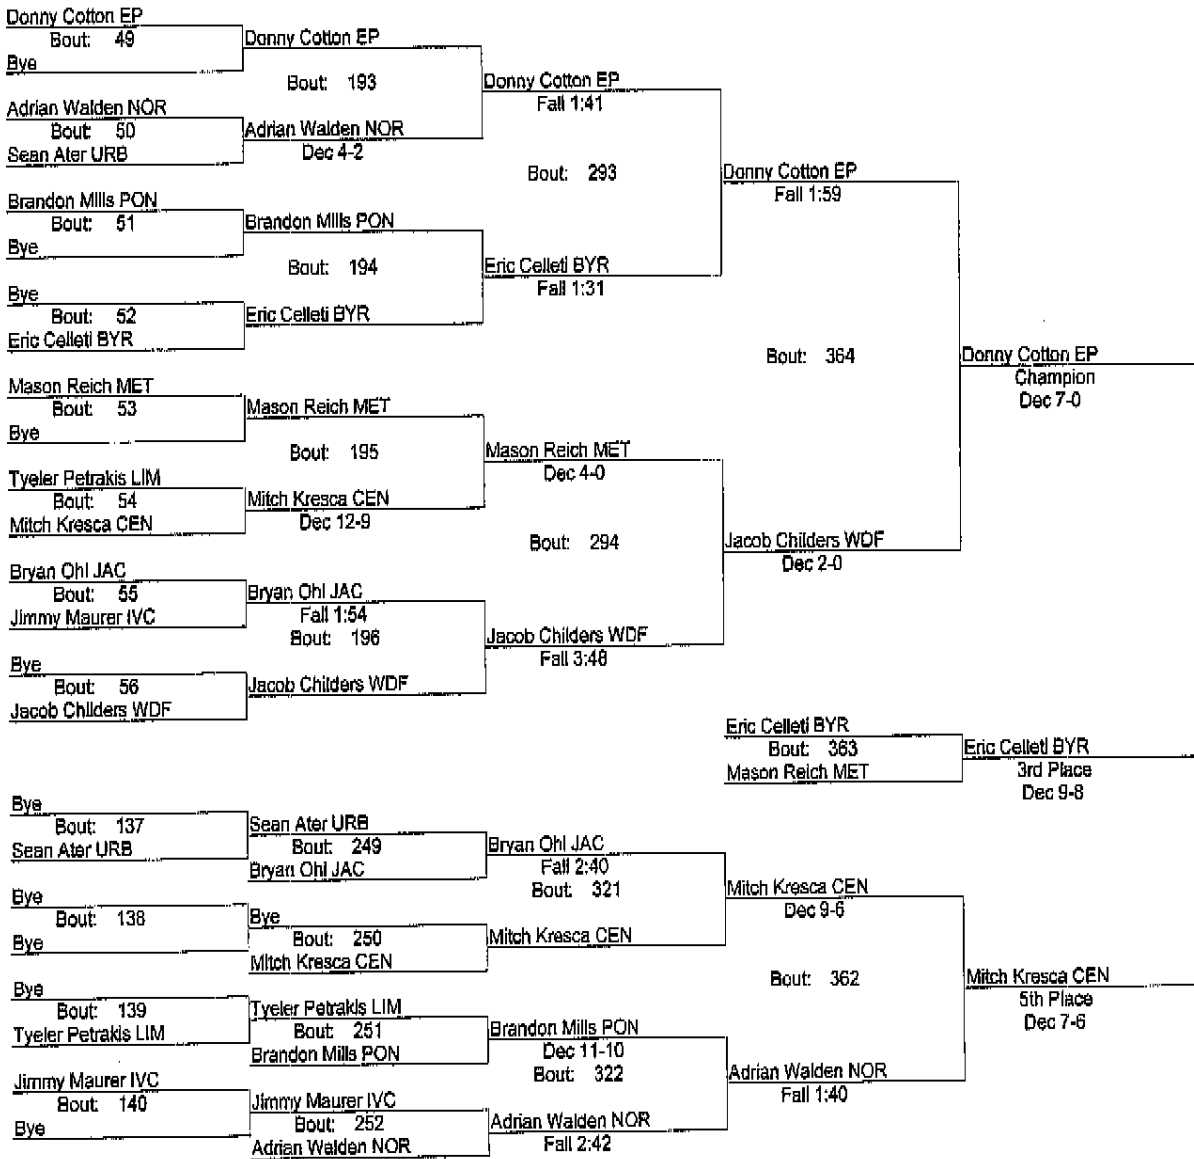 Donny Cotton EP
Bout: 49
Bye
Donny Cotton EP
Bout: 193
Adrian Walden NOR
Bout: 50
Sean Ater URB
Adrian Walden NOR
Dec 4-2
Donny Cotton EP
Fall 1:41
Bout: 293
Brandon Mills PON
Bout: 51
Bye
Brandon Mills PON
Bout: 194
Bye
Bout: 52
Eric Celleti BYR
Eric Celleti BYR
Eric Celleti BYR
Fall 1:31
Donny Cotton EP
Fall 1:59
Bout: 364
Donny Cotton EP
Champion
Dec 7-0
Mason Reich MET
Bout: 53
Bye
Mason Reich MET
Bout: 195
Tyeler Petrakis LIM
Bout: 54
Mitch Kresca CEN
Mitch Kresca CEN
Dec 12-9
Mason Reich MET
Dec 4-0
Bout: 294
Jacob Childers WDF
Dec 2-0
Bryan Ohl JAC
Bout: 55
Jimmy Maurer IVC
Bryan Ohl JAC
Fall 1:54
Bout: 196
Bye
Bout: 56
Jacob Childers WDF
Jacob Childers WDF
Jacob Childers WDF
Fall 3:48
Eric Celleti BYR
Bout: 363
Mason Reich MET
Eric Celleti BYR
3rd Place
Dec 9-8
Bye
Bout: 137
Sean Ater URB
Sean Ater URB
Bout: 249
Bryan Ohl JAC
Bryan Ohl JAC
Fall 2:40
Bout: 321
Bye
Bout: 138
Bye
Bye
Bout: 250
Mitch Kresca CEN
Mitch Kresca CEN
Mitch Kresca CEN
Dec 9-6
Bout: 362
Mitch Kresca CEN
5th Place
Dec 7-6
Bye
Bout: 139
Tyeler Petrakis LIM
Tyeler Petrakis LIM
Bout: 251
Brandon Mills PON
Brandon Mills PON
Dec 11-10
Bout: 322
Jimmy Maurer IVC
Bout: 140
Bye
Jimmy Maurer IVC
Bout: 252
Adrian Walden NOR
Adrian Walden NOR
Fall 2:42
Adrian Walden NOR
Fall 1:40